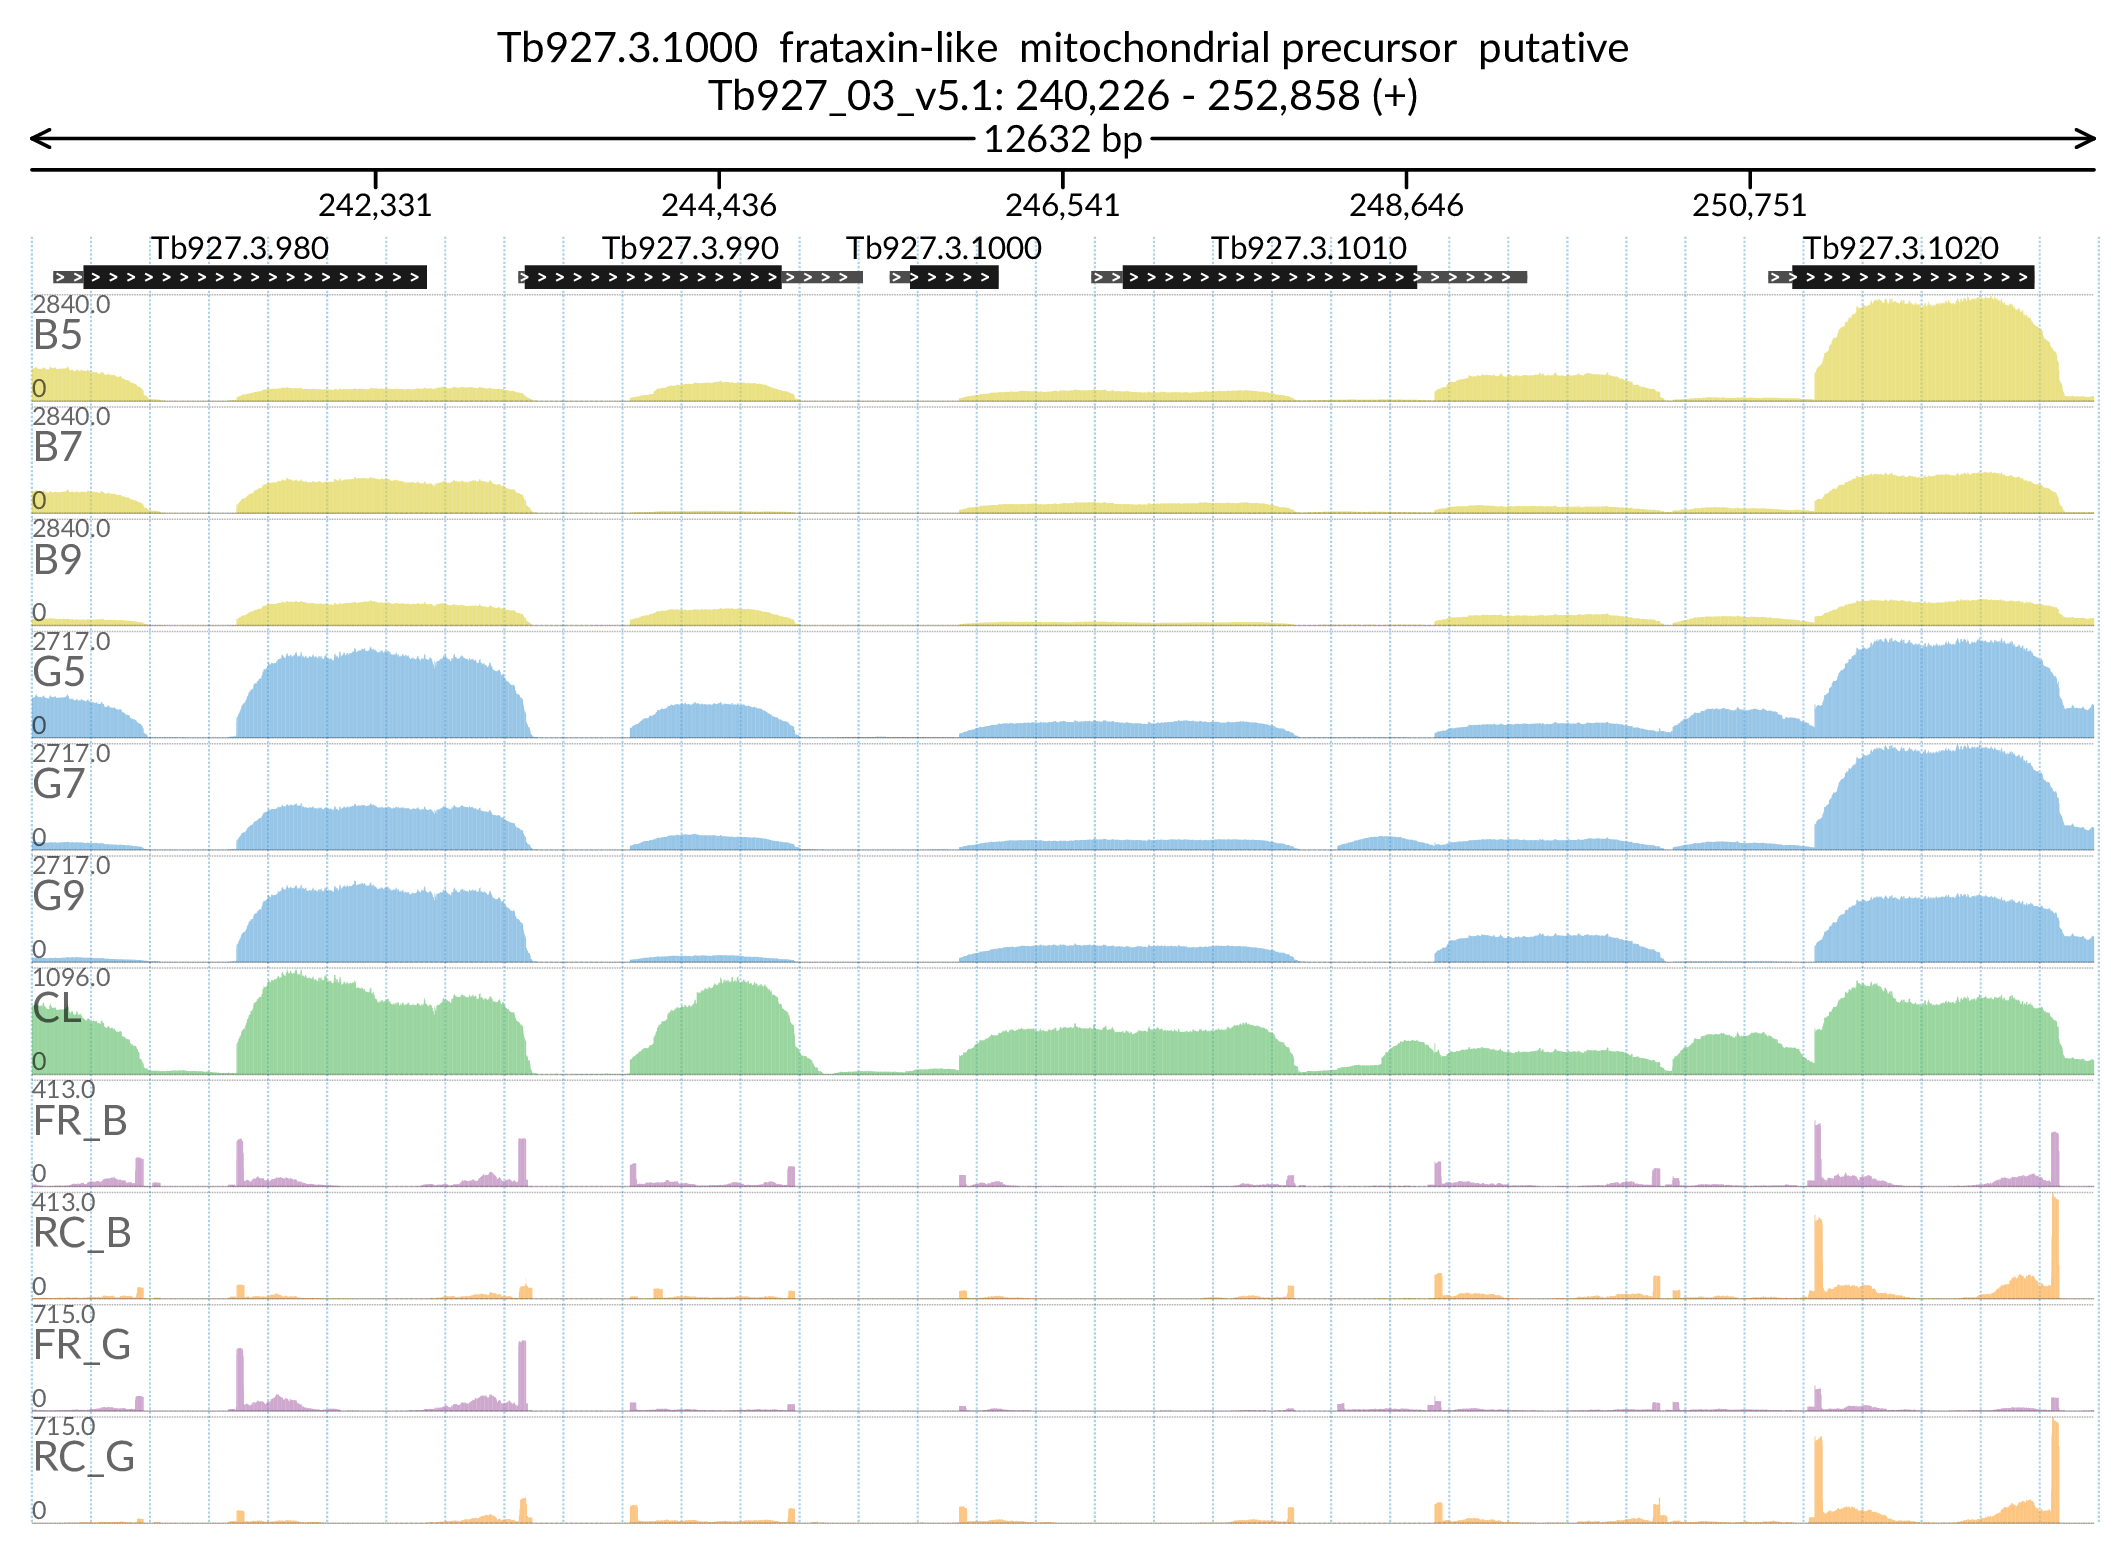 Tb927.3.1000 frataxin-like mitochondrial precursor putative
Tb927_03_v5.1: 240,226 - 252,858 (+)
12632 bp
242,331 244,436 246,541 248,646 250,751
Tb927.3.980 Tb927.3.990 Tb927.3.1000 Tb927.3.1010 Tb927.3.1020
2840.0
B5
0
2840.0
B7
0
2840.0
B9
0
2717.0
G5
0
2717.0
G7
0
2717.0
G9
0
1096.0
CL
0
413.0
FR_B
0
413.0
RC_B
0
715.0
FR_G
0
715.0
RC_G
0